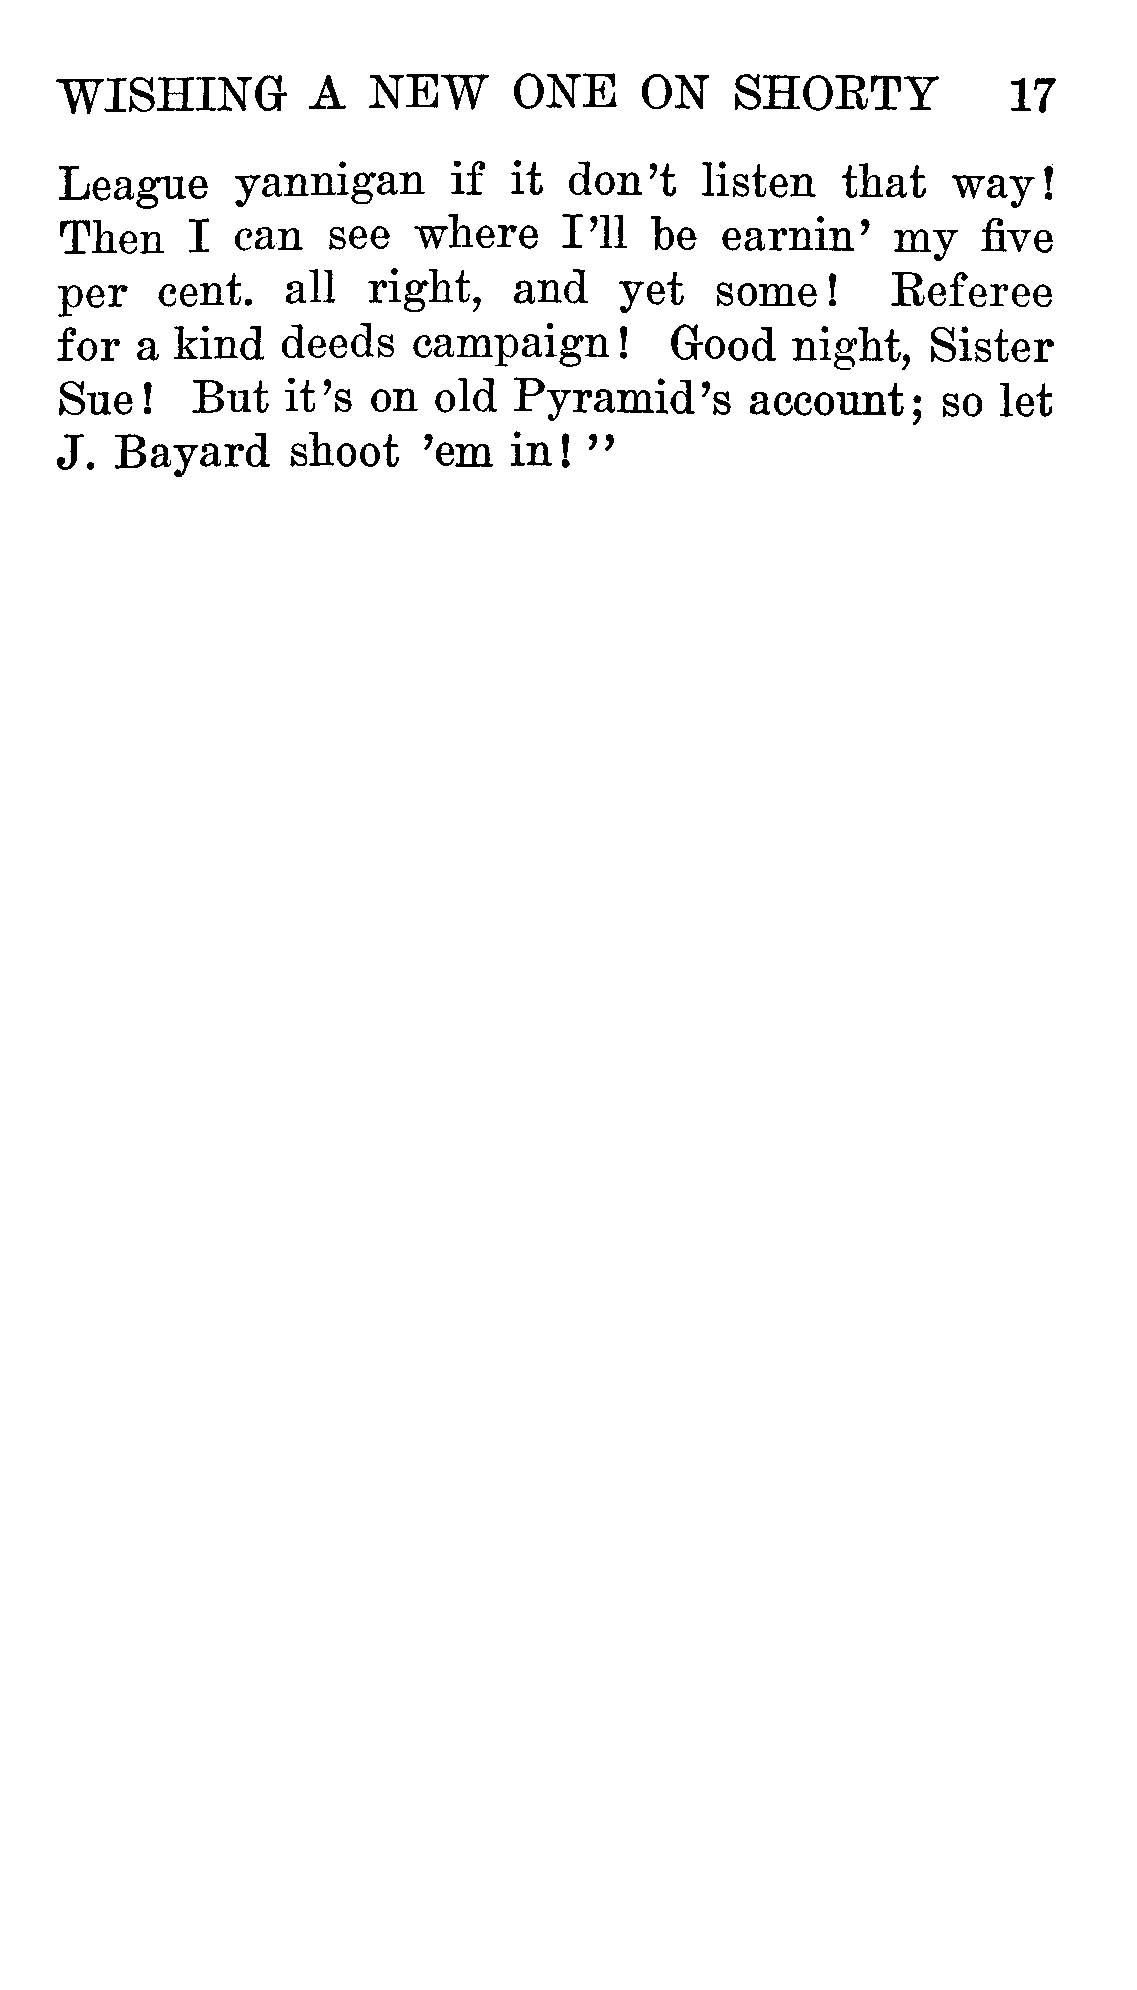 WISHING A NEW ONE ON SHORTY 17
League yannigan if it don't listen that way!
Then I can see where I'll be earnin' my five
per cent. all right, and yet some! Referee
for a kind deeds campaign! Good night, Sister
Sue! But it's on old Pyramid's account; so let
J. Bayard shoot 'em in!"